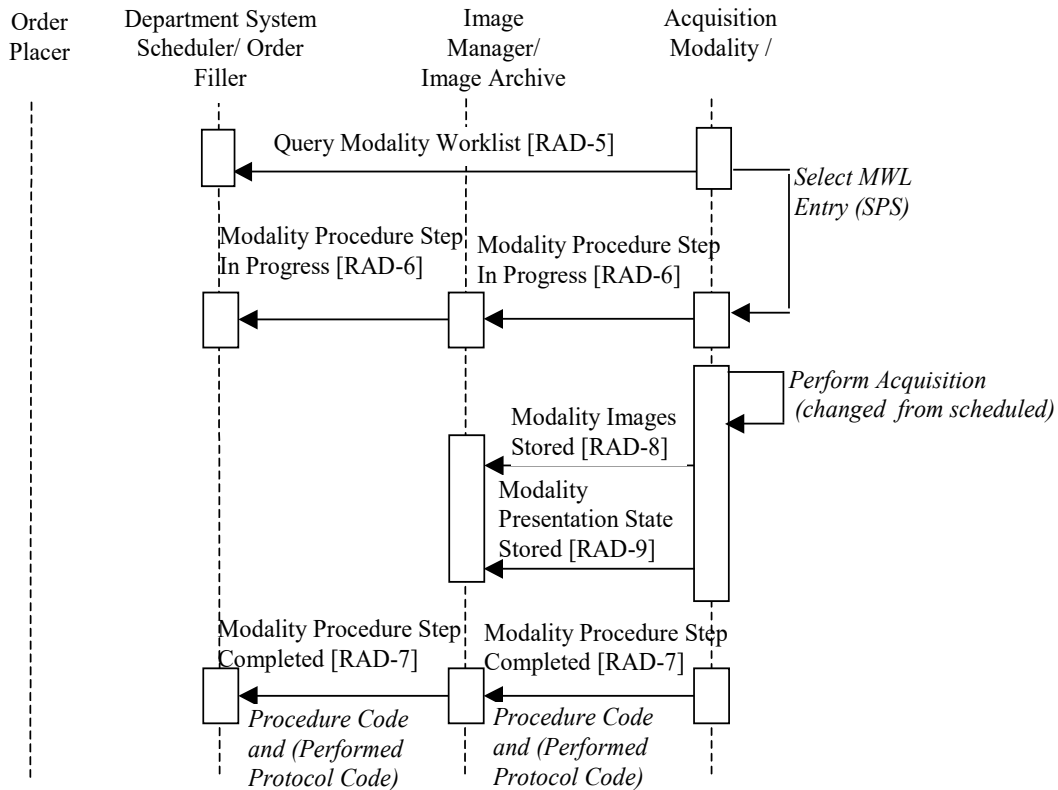 Order
Placer
Department System
Scheduler/ Order
Filler
Image
Manager/
Image Archive
Acquisition
Modality /
Query Modality Worklist [RAD-5]
Select MWL
Entry (SPS)
Modality Procedure Step
In Progress [RAD-6]
Modality Procedure Step
In Progress [RAD-6]
Perform Acquisition
(changed from scheduled)
Modality Images
Stored [RAD-8]
Modality
Presentation State
Stored [RAD-9]
Modality Procedure Step
Completed [RAD-7]
Modality Procedure Step
Completed [RAD-7]
Procedure Code
and (Performed
Protocol Code)
Procedure Code
and (Performed
Protocol Code)